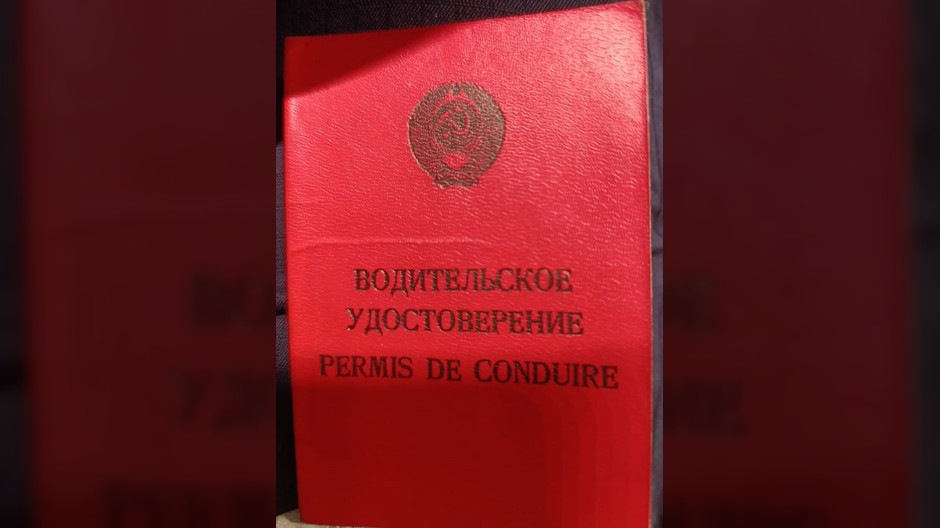 ВОДИТЕЛЬСКОЕ
УДОСТОВЕРЕНИЕ
PERMIS DE CONDUIRE